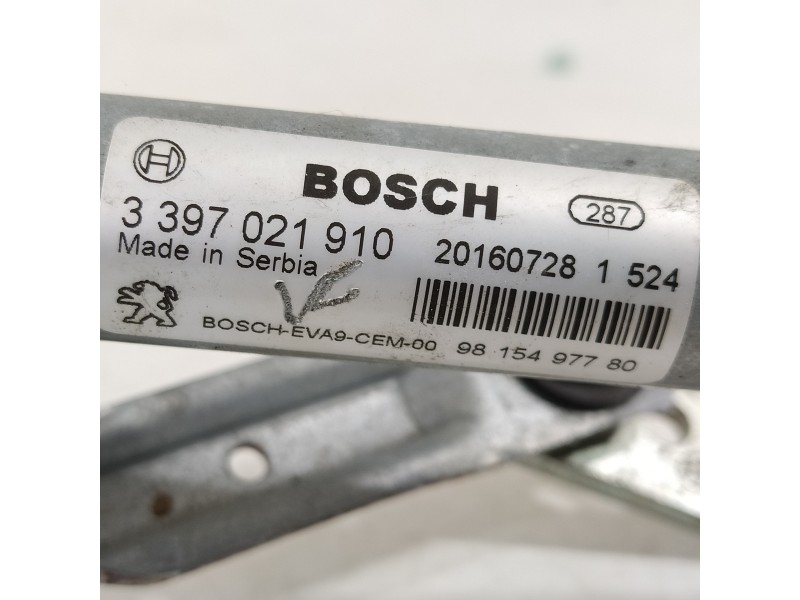 BOSCH
287
3 397 021 910
20160728 1 524
Made in Serbia
BOSCH-EVA9-CEM-00 98 154 977 80